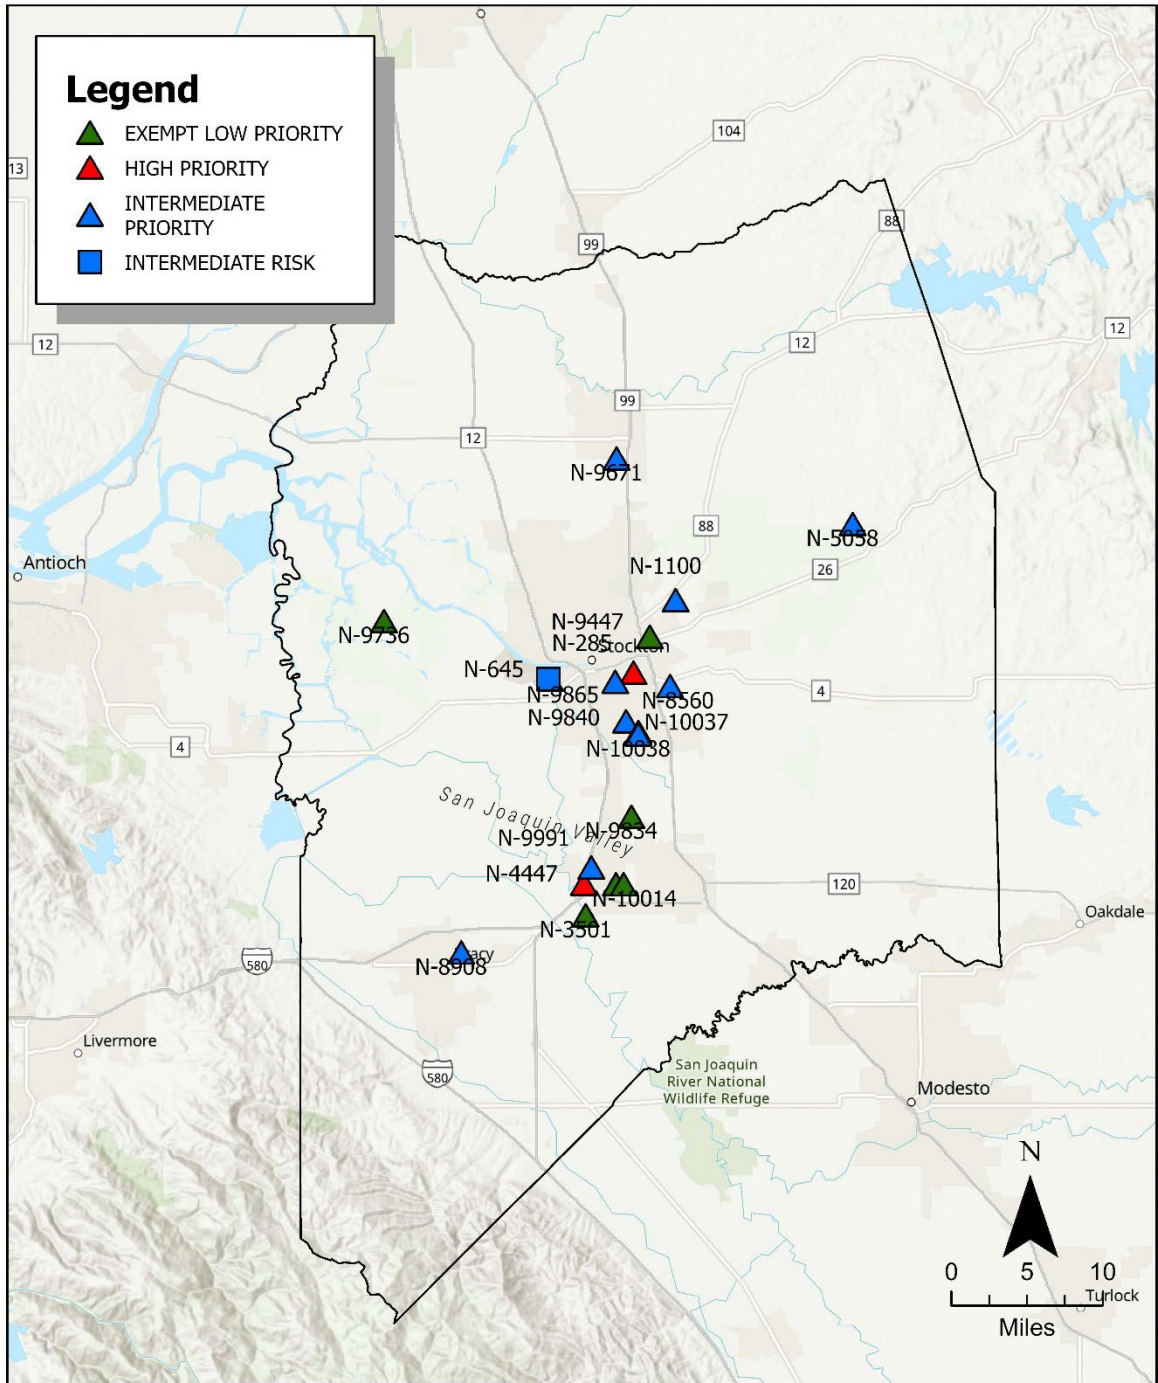 Legend
EXEMPT LOW PRIORITY
HIGH PRIORITY
INTERMEDIATE
PRIORITY
INTERMEDIATE RISK
104
13
88
99
12
12
12
99
12
N-9671
88
N-5058
Antioch
N-1100
26
N-9447
N-9736
N-285
Stockton
N-645
N-9865
N-8560
4
N-9840
N-10037
4
N-10038
San Joaquin Valley
N-9991
N-9834
N-4447
120
N-10014
Oakdale
N-3501
580
N-8908
Livermore
580
San Joaquin
River National
Wildlife Refuge
Modesto
N
0 5 10
Turlock
Miles